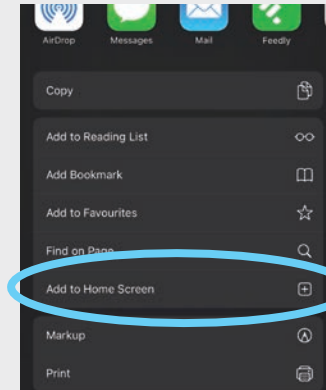 AirDrop Messages Mail Feedly
Copy
Add to Reading List
Add Bookmark
Add to Favourites
Find on Page
Add to Home Screen
Markup
Print